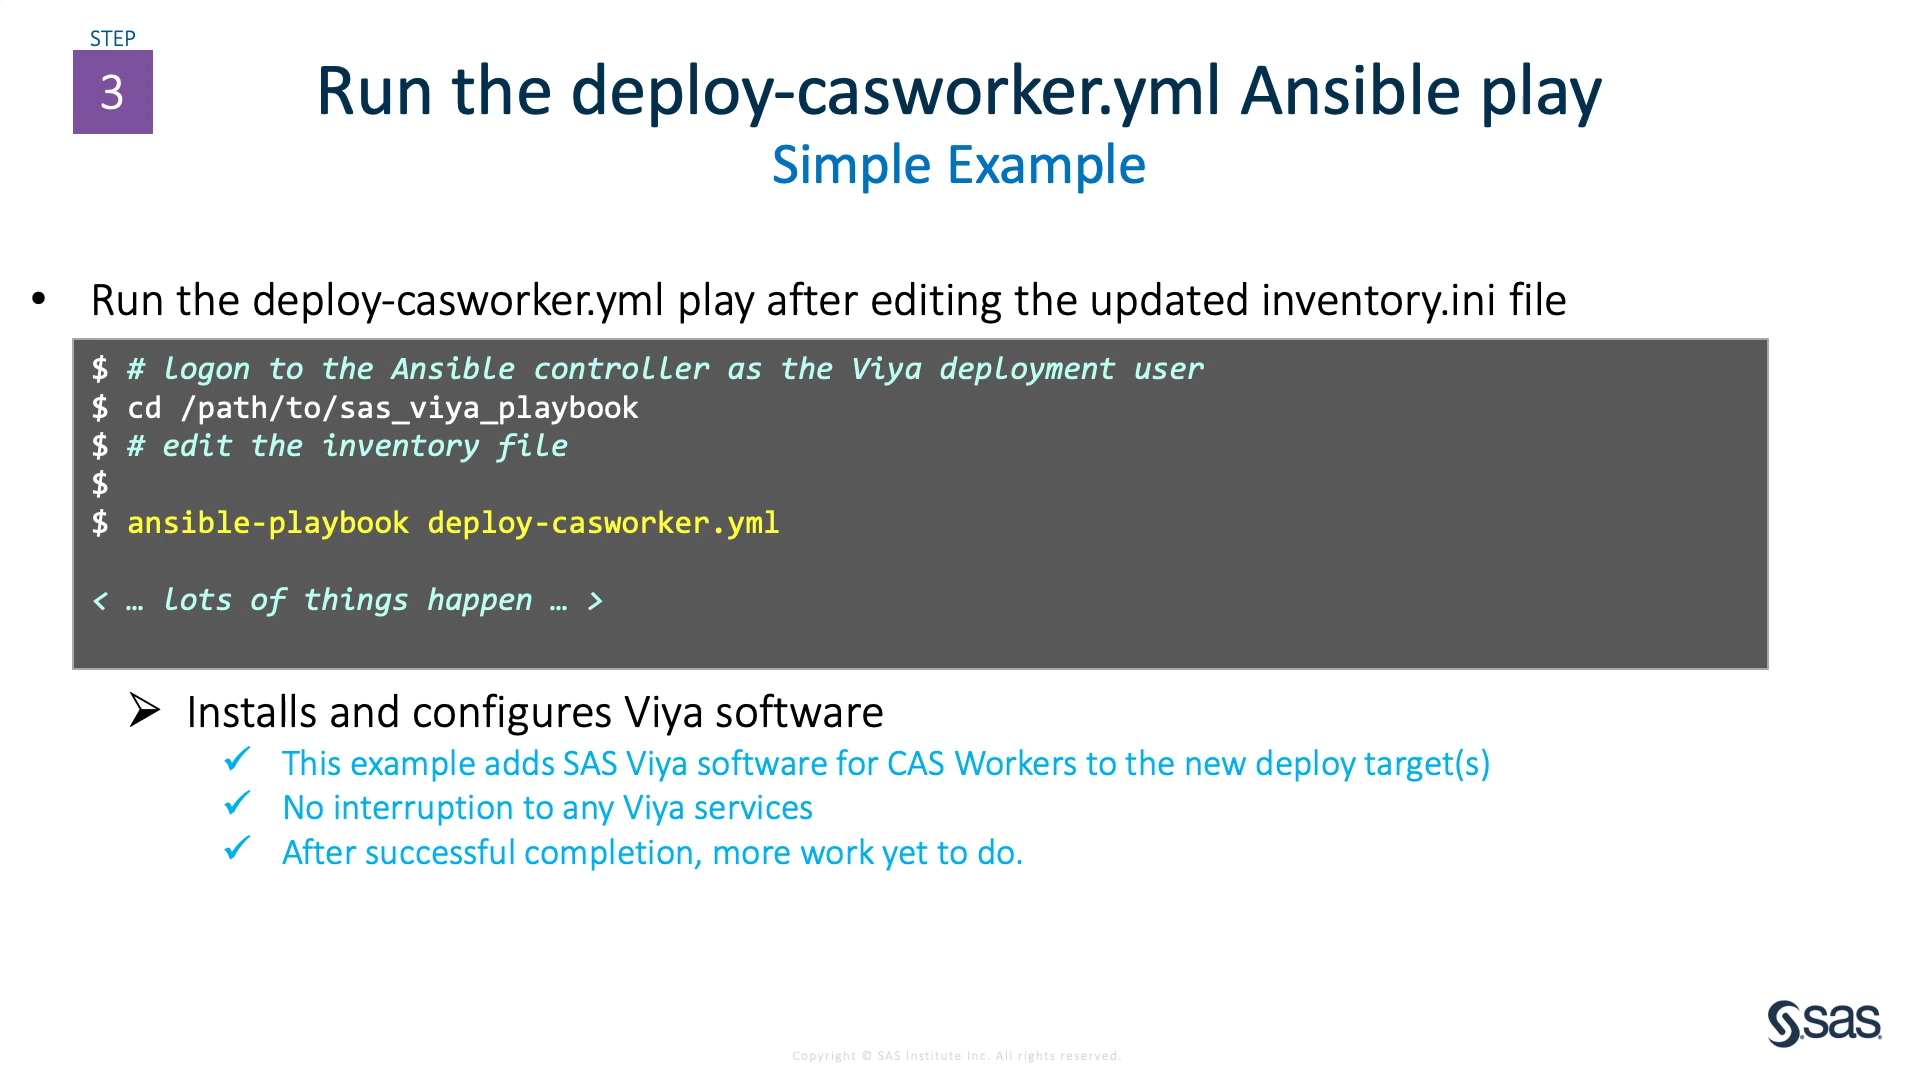 STEP
3
Run the deploy-casworker.yml Ansible play
Simple Example
• Run the deploy-casworker.yml play after editing the updated inventory.ini file
$ # logon to the Ansible controller as the Viya deployment user
$ cd /path/to/sas_viya_playbook
$ # edit the inventory file
$
$ ansible-playbook deploy-casworker.yml
< … lots of things happen … >
➢ Installs and configures Viya software
✓ This example adds SAS Viya software for CAS Workers to the new deploy target(s)
✓ No interruption to any Viya services
✓ After successful completion, more work yet to do.
sas
Copyright © SAS Institute Inc. All rights reserved.